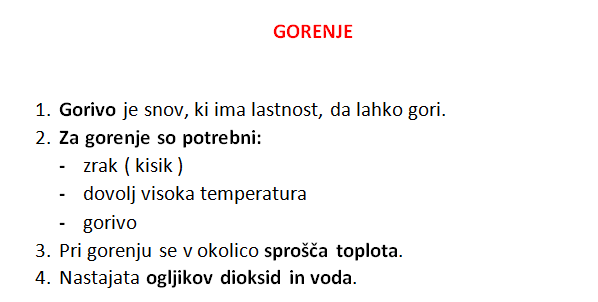 GORENJE
1. Gorivo je snov, ki ima lastnost, da lahko gori.
2. Za gorenje so potrebni:
- zrak ( kisik )
- dovolj visoka temperatura
- gorivo
3. Pri gorenju se v okolico sprošča toplota.
4. Nastajata ogljikov dioksid in voda.